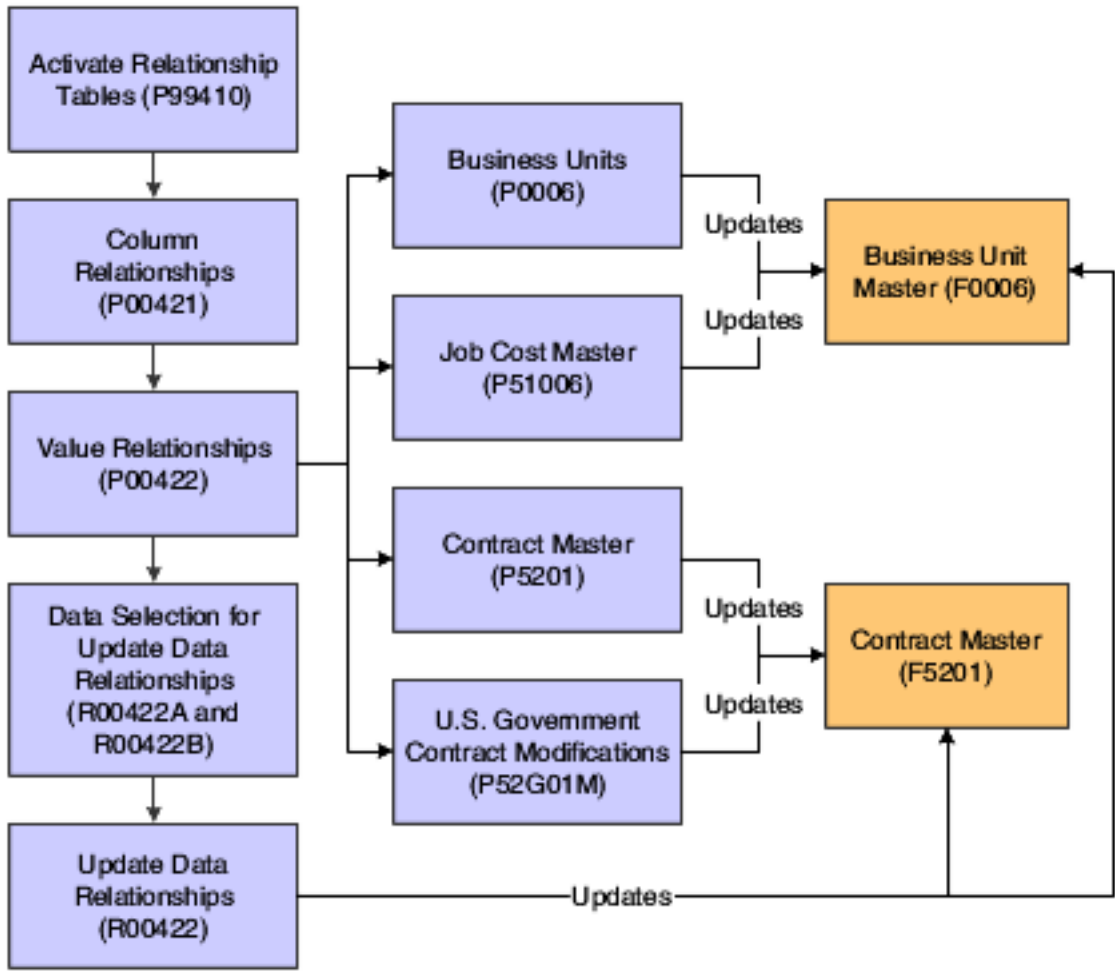 Activate Relationship
Tables (P99410)
Column
Relationships
(P00421)
Value Relationships
(P00422)
Data Selection for
Update Data
Relationships
(R00422A and
R00422B)
Update Data
Relationships
(R00422)
Business Units
(P0006)
Job Cost Master
(P51006)
Contract Master
(P5201)
U.S. Government
Contract Modifications
(P52G01M)
Updates
Updates
Updates
Updates
Updates
Business Unit
Master (F0006)
Contract Master
(F5201)